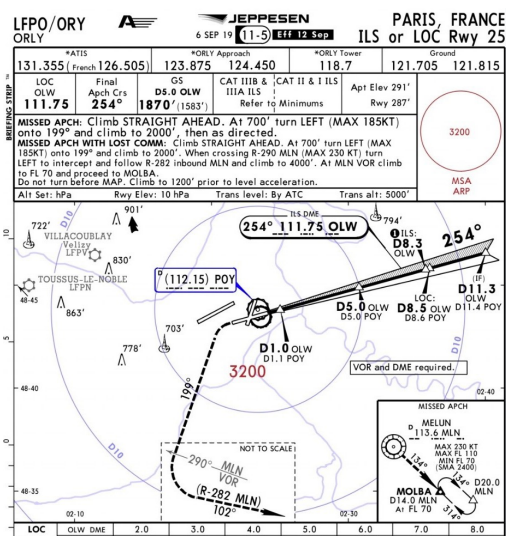 LFPO/ORY
ORLY
JEPPESEN
6 SEP 19 11-5 Eff 12 Sep
PARIS, FRANCE
ILS or LOC Rwy 25
BRIEFING STRIP TM
*ATIS
131.355 ( French 126.505)
*ORLY Approach
123.875 124.450
*ORLY Tower
118.7
Ground
121.705 121.815
LOC
OLW
111.75
Final
Apch Crs
254°
GS
D5.0 OLW
1870' (1583')
CAT IIIB &
IIIA ILS
CAT II & I ILS
Refer to Minimums
Apt Elev 291'
Rwy 287'
MISSED APCH: Climb STRAIGHT AHEAD. At 700' turn LEFT (MAX 185KT)
onto 199° and climb to 2000', then as directed.
MISSED APCH WITH LOST COMM: Climb STRAIGHT AHEAD. At 700' turn LEFT (MAX
185KT) onto 199° and climb to 2000'. When crossing R-290 MLN (MAX 230 KT) turn
LEFT to intercept and follow R-282 inbound MLN and climb to 4000'. At MLN VOR climb
to FL 70 and proceed to MOLBA.
Do not turn before MAP. Climb to 1200' prior to level acceleration.
3200
MSA
ARP
Alt Set: hPa Rwy Elev: 10 hPa Trans level: By ATC Trans alt: 5000'
D10
722'
901'
VILLACOUBLAY
Velizy
LFPV
830'
TOUSSUS-LE-NOBLE
LFPN
863'
703'
778'
ILS DME
254° 111.75 OLW
794'
ILS:
D8.3
OLW
254°
D (112.15) POY
(IF)
D11.3
OLW
D11.4 POY
LOC:
D8.5 OLW
D8.6 POY
D5.0 OLW
D5.0 POY
D1.0 OLW
D1.1 POY
D10
3200
VOR and DME required.
10
48-45
5
48-40
0
48-35
02-40
199°
D10
NOT TO SCALE
290° MLN
VOR
(R-282 MLN)
102°
MISSED APCH
MELUN
D 113.6 MLN
MAX 230 KT
MAX FL 110
MIN FL 70
(SMA 2400)
134°
134°
314°
MOLBA
D14.0 MLN
At FL 70
D20.0
MLN
02-10
02-30
LOC OLW DME 2.0 3.0 4.0 5.0 6.0 7.0 8.0